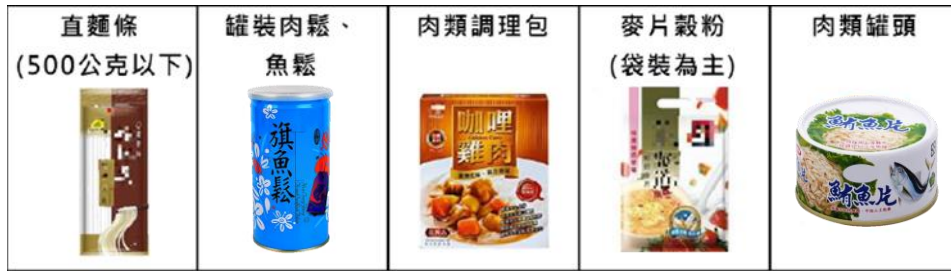 直麵條
(500公克以下)
罐裝肉鬆、
魚鬆
肉類調理包
麥片穀粉
(袋裝為主)
肉類罐頭
旗魚鬆
咖哩
雞肉
鮪魚片
鮪魚片